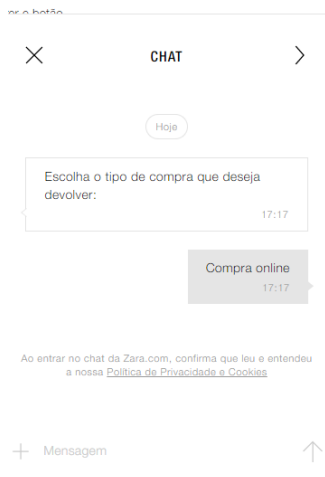 CHAT
Hoje
Escolha o tipo de compra que deseja
devolver:
17:17
Compra online
17:17
Ao entrar no chat da Zara.com, confirma que leu e entendeu
a nossa Política de Privacidade e Cookies
Mensagem